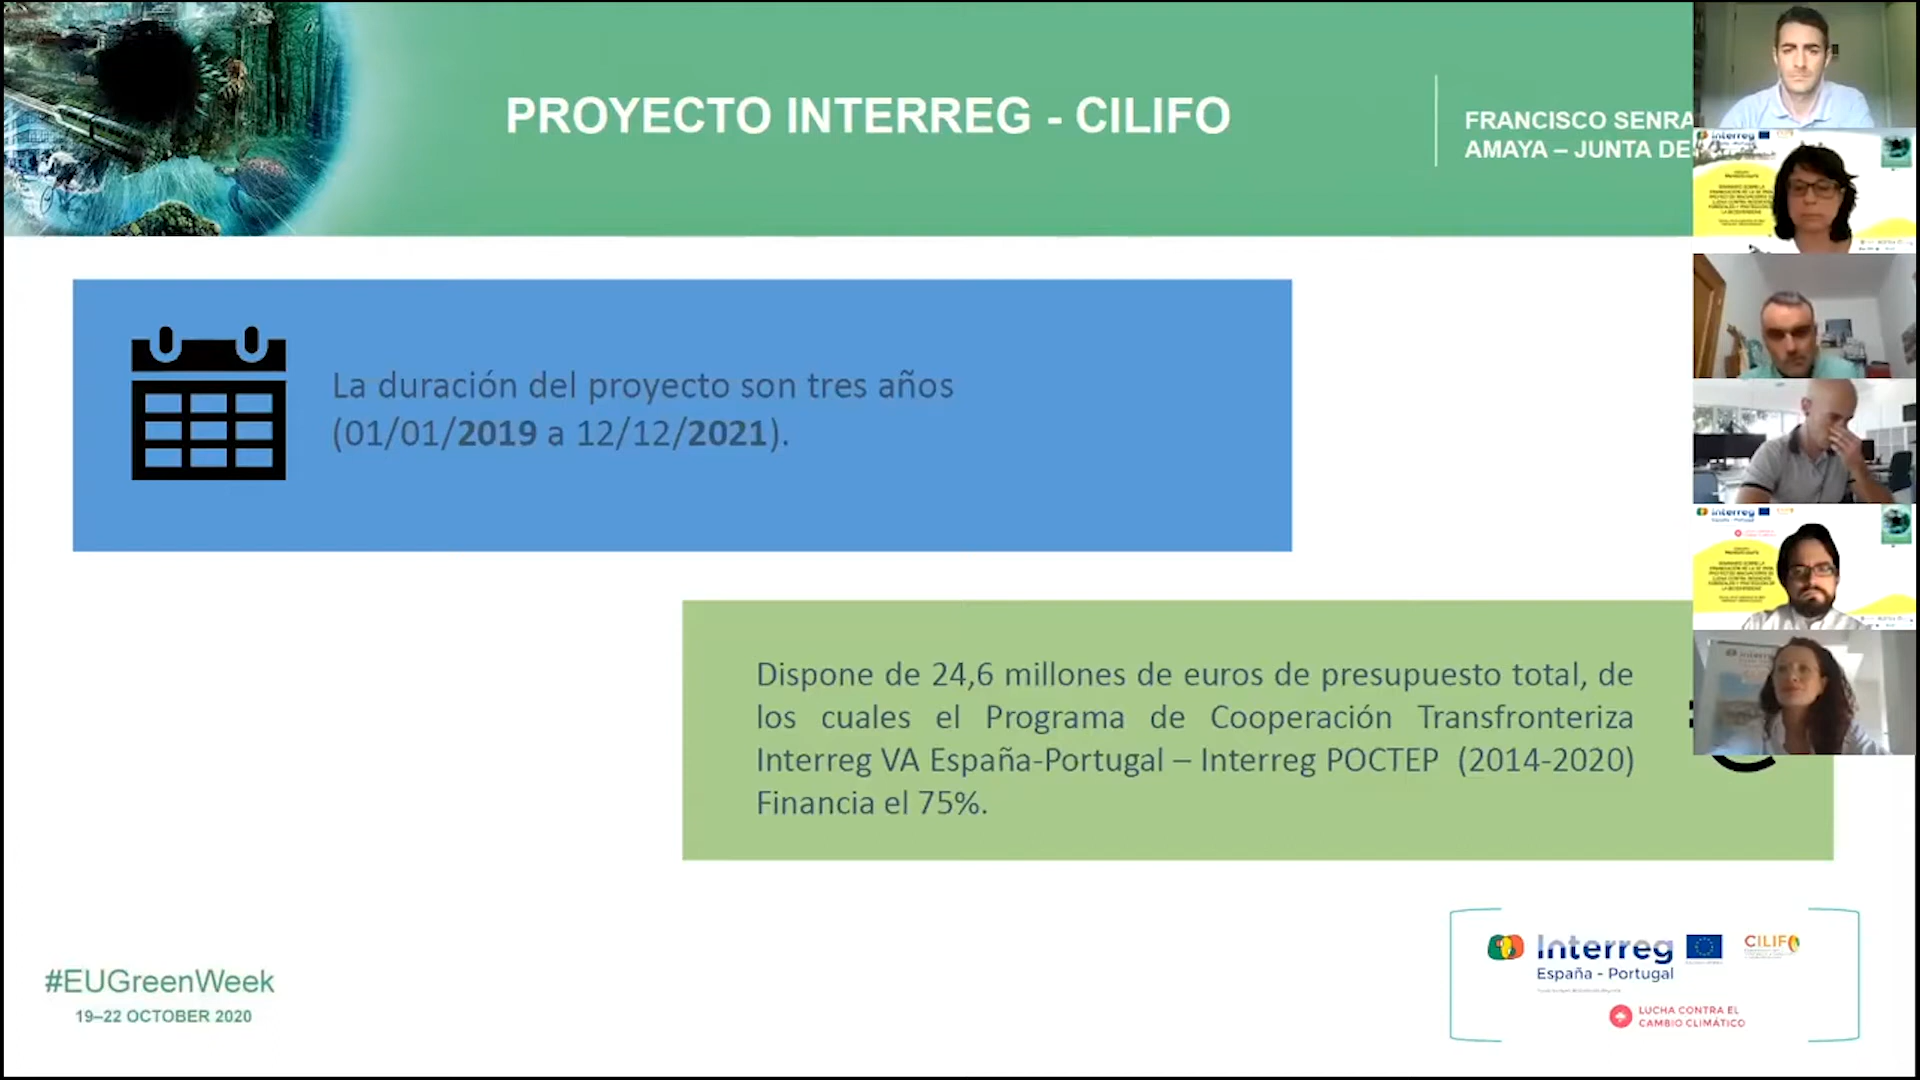 PROYECTO INTERREG - CILIFO
FRANCISCO SENRA
AMAYA – JUNTA DE
La duración del proyecto son tres años
(01/01/2019 a 12/12/2021).
Dispone de 24,6 millones de euros de presupuesto total, de
los cuales el Programa de Cooperación Transfronteriza
Interreg VA España-Portugal – Interreg POCTEP (2014-2020)
Financia el 75%.
#EUGreenWeek
19–22 OCTOBER 2020
Interreg
España - Portugal
CILIFO
LUCHA CONTRA EL
CAMBIO CLIMÁTICO